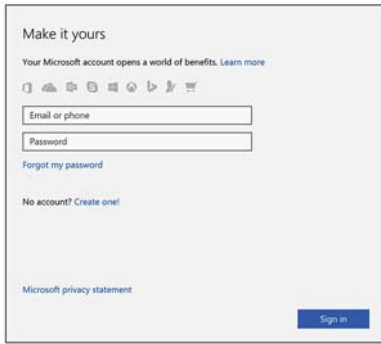 Make it yours
Your Microsoft account opens a world of benefits. Learn more
Email or phone
Password
Forgot my password
No account? Create one!
Microsoft privacy statement
Sign in